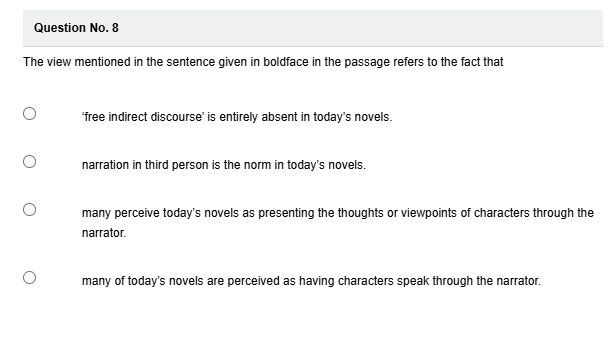 Question No. 8
The view mentioned in the sentence given in boldface in the passage refers to the fact that
'free indirect discourse' is entirely absent in today's novels.
narration in third person is the norm in today's novels.
many perceive today's novels as presenting the thoughts or viewpoints of characters through the
narrator.
many of today's novels are perceived as having characters speak through the narrator.